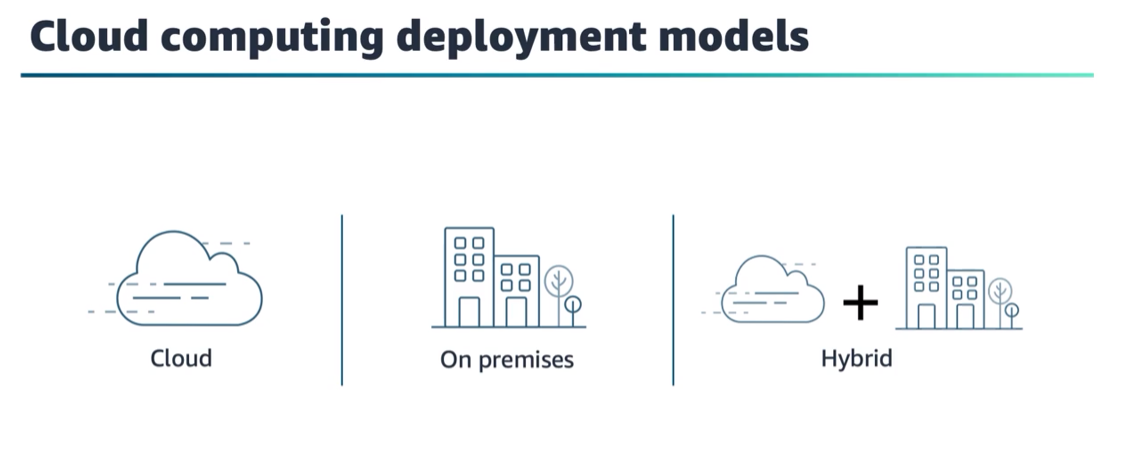 Cloud computing deployment models
Cloud
On premises
Hybrid